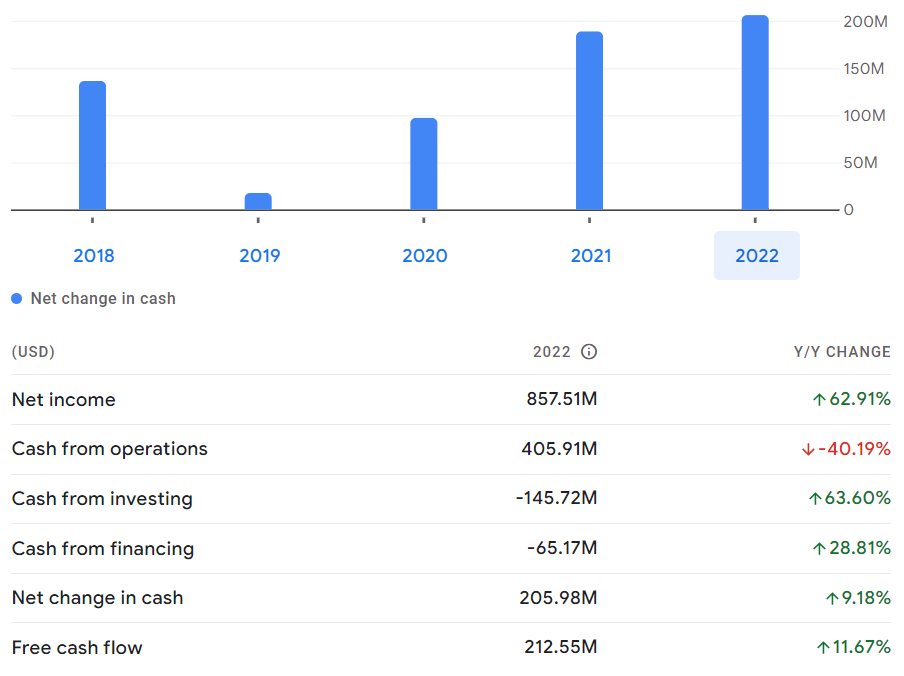 200M
150M
100M
50M
0
2018 2019 2020 2021 2022
Net change in cash
(USD) 2022 Y/Y CHANGE
Net income 857.51M ↑62.91%
Cash from operations 405.91M ↓-40.19%
Cash from investing -145.72M ↑63.60%
Cash from financing -65.17M ↑28.81%
Net change in cash 205.98M ↑9.18%
Free cash flow 212.55M ↑11.67%